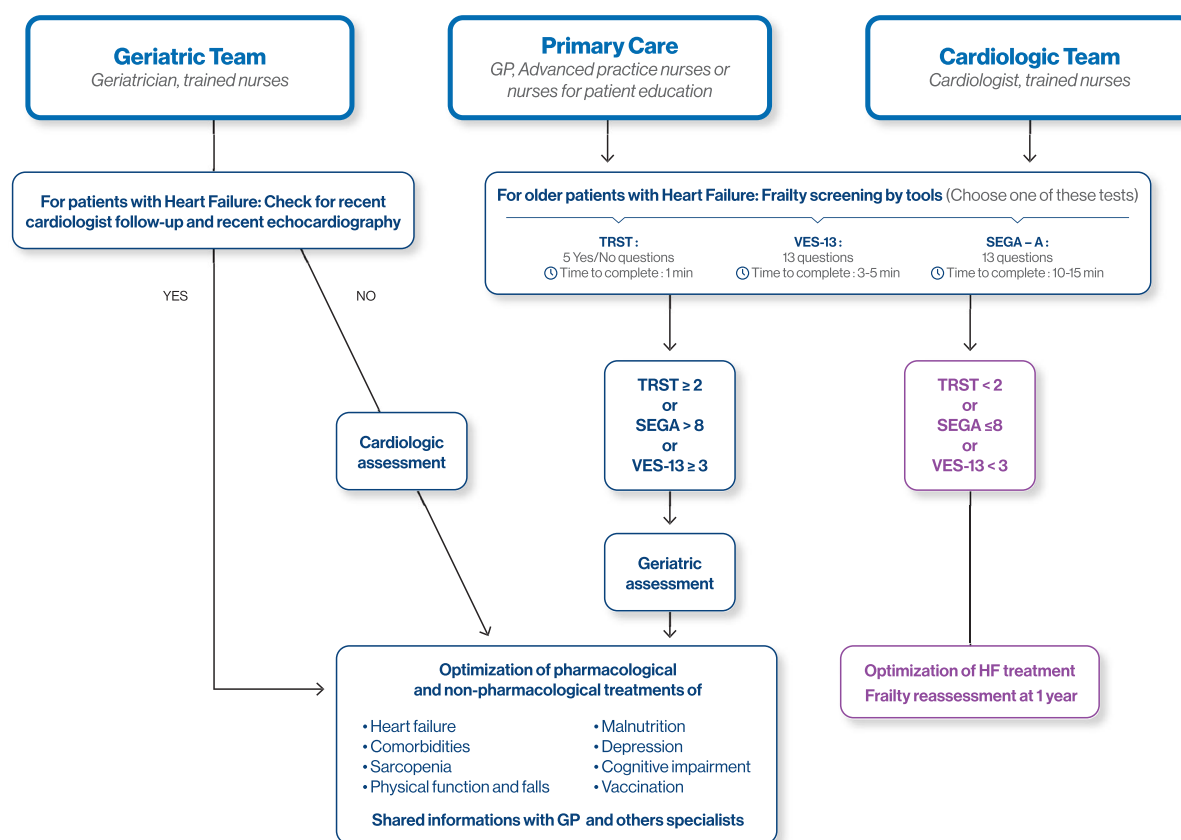 Geriatric Team
Geriatrician, trained nurses
Primary Care
GP, Advanced practice nurses or
nurses for patient education
Cardiologic Team
Cardiologist, trained nurses
For patients with Heart Failure: Check for recent
cardiologist follow-up and recent echocardiography
YES
NO
Cardiologic
assessment
For older patients with Heart Failure: Frailty screening by tools (Choose one of these tests)
TRST :
5 Yes/No questions
Time to complete : 1 min
VES-13 :
13 questions
Time to complete : 3-5 min
SEGA – A :
13 questions
Time to complete : 10-15 min
TRST ≥ 2
or
SEGA > 8
or
VES-13 ≥ 3
TRST < 2
or
SEGA ≤8
or
VES-13 < 3
Geriatric
assessment
Optimization of pharmacological
and non-pharmacological treatments of
• Heart failure
• Comorbidities
• Sarcopenia
• Physical function and falls
• Malnutrition
• Depression
• Cognitive impairment
• Vaccination
Shared informations with GP and others specialists
Optimization of HF treatment
Frailty reassessment at 1 year